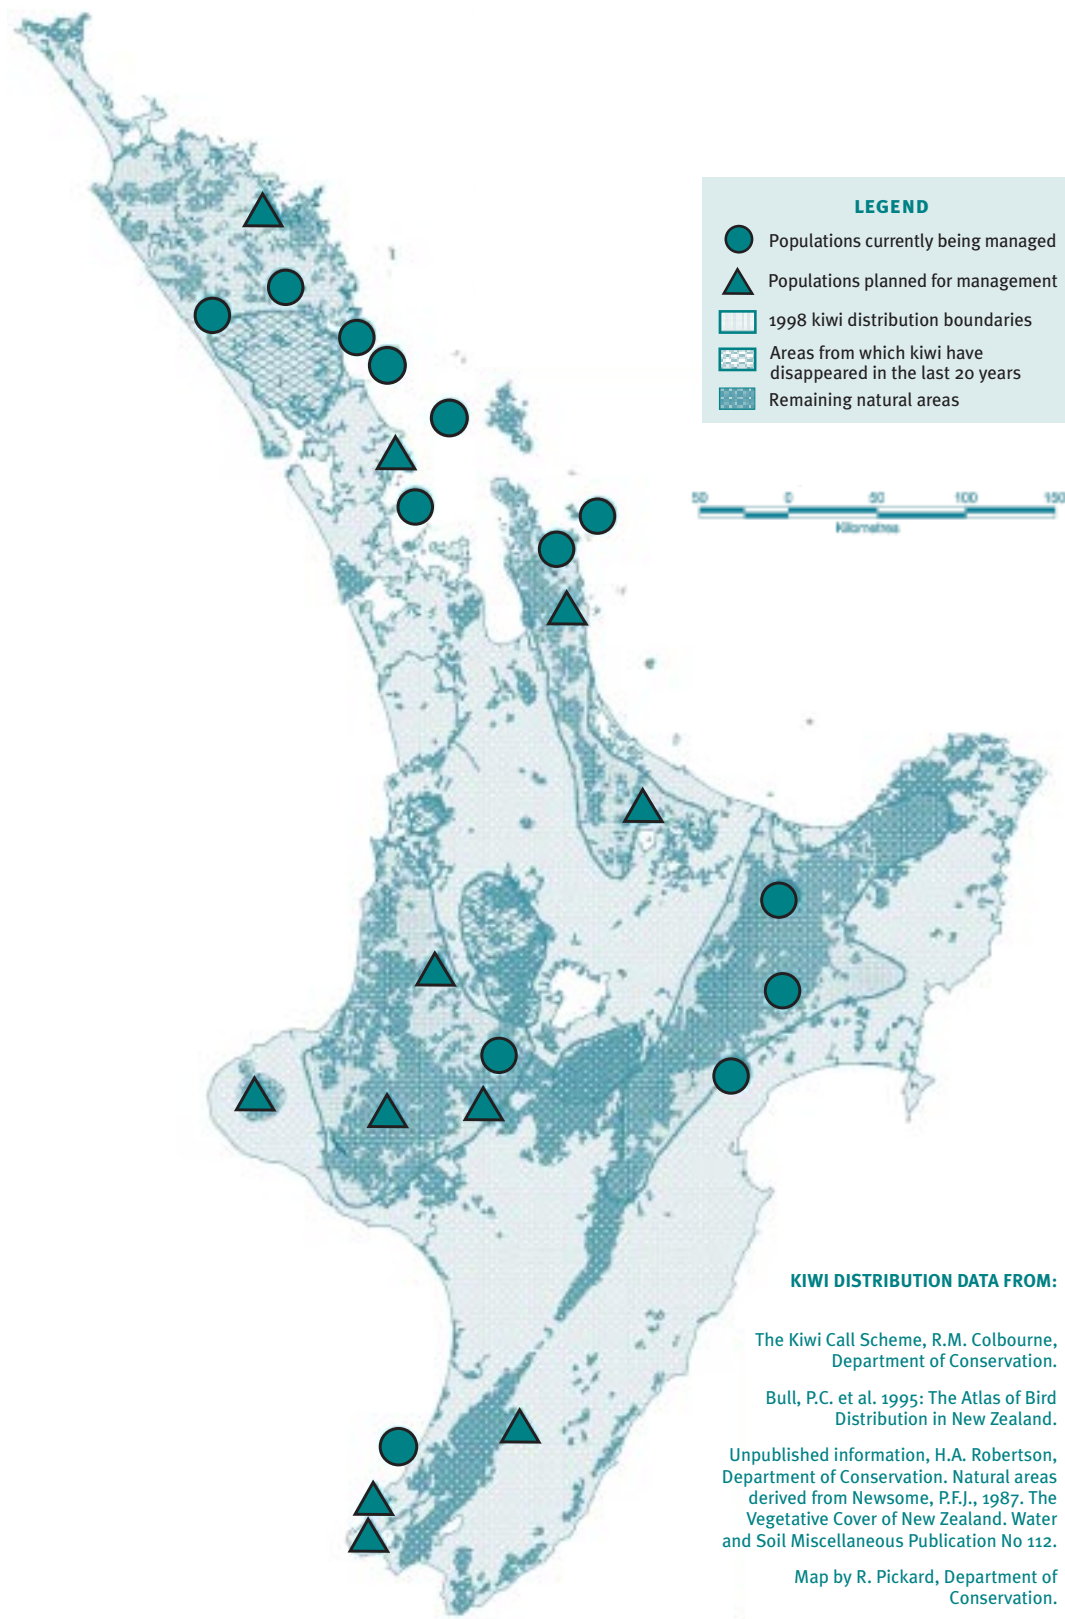 LEGEND
Populations currently being managed
Populations planned for management
1998 kiwi distribution boundaries
Areas from which kiwi have
disappeared in the last 20 years
Remaining natural areas
50 0 50 100 150
Kilometres
KIWI DISTRIBUTION DATA FROM:
The Kiwi Call Scheme, R.M. Colbourne,
Department of Conservation.
Bull, P.C. et al. 1995: The Atlas of Bird
Distribution in New Zealand.
Unpublished information, H.A. Robertson,
Department of Conservation. Natural areas
derived from Newsome, P.F.J., 1987. The
Vegetative Cover of New Zealand. Water
and Soil Miscellaneous Publication No 112.
Map by R. Pickard, Department of
Conservation.